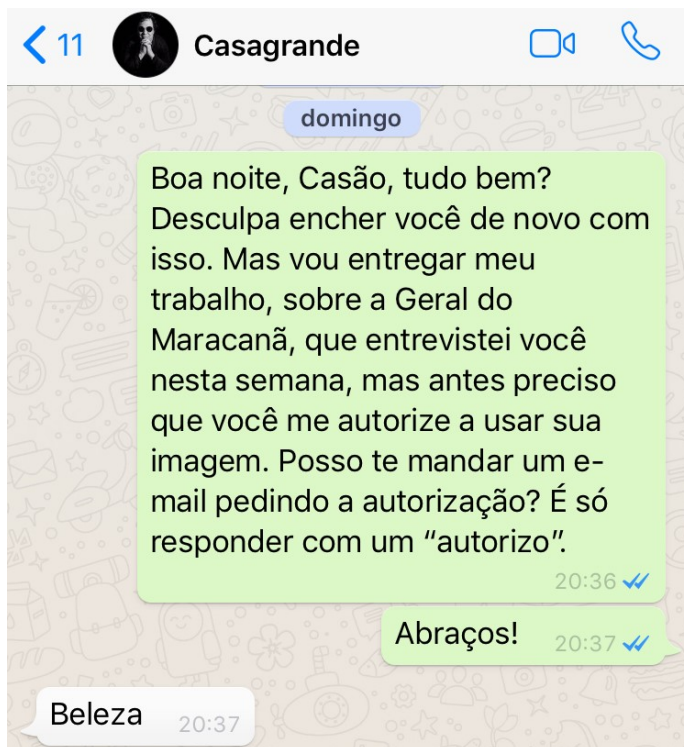 11 Casagrande
domingo
Boa noite, Casão, tudo bem?
Desculpa encher você de novo com
isso. Mas vou entregar meu
trabalho, sobre a Geral do
Maracanã, que entrevistei você
nesta semana, mas antes preciso
que você me autorize a usar sua
imagem. Posso te mandar um e-
mail pedindo a autorização? É só
responder com um “autorizo”.
20:36
Abraços! 20:37
Beleza 20:37